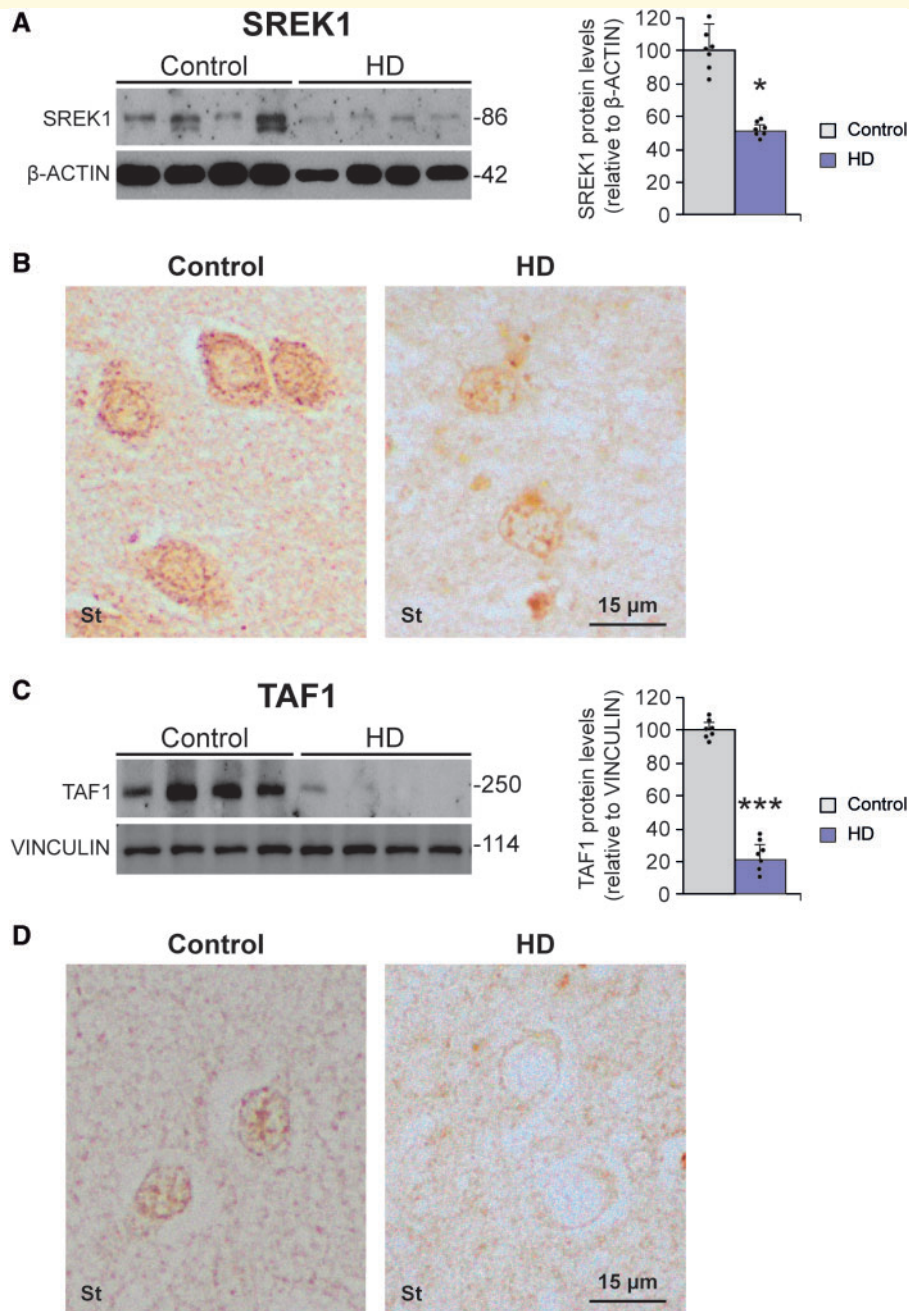 A
SREK1
Control HD
SREK1 -86
β-ACTIN -42
SREK1 protein levels
(relative to β-ACTIN)
120
100
80
60
40
20
0
*
Control
HD
B
Control HD
St
St
15 µm
C
TAF1
Control HD
TAF1 -250
VINCULIN -114
TAF1 protein levels
(relative to VINCULIN)
120
100
80
60
40
20
0
***
Control
HD
D
Control HD
St
St
15 µm